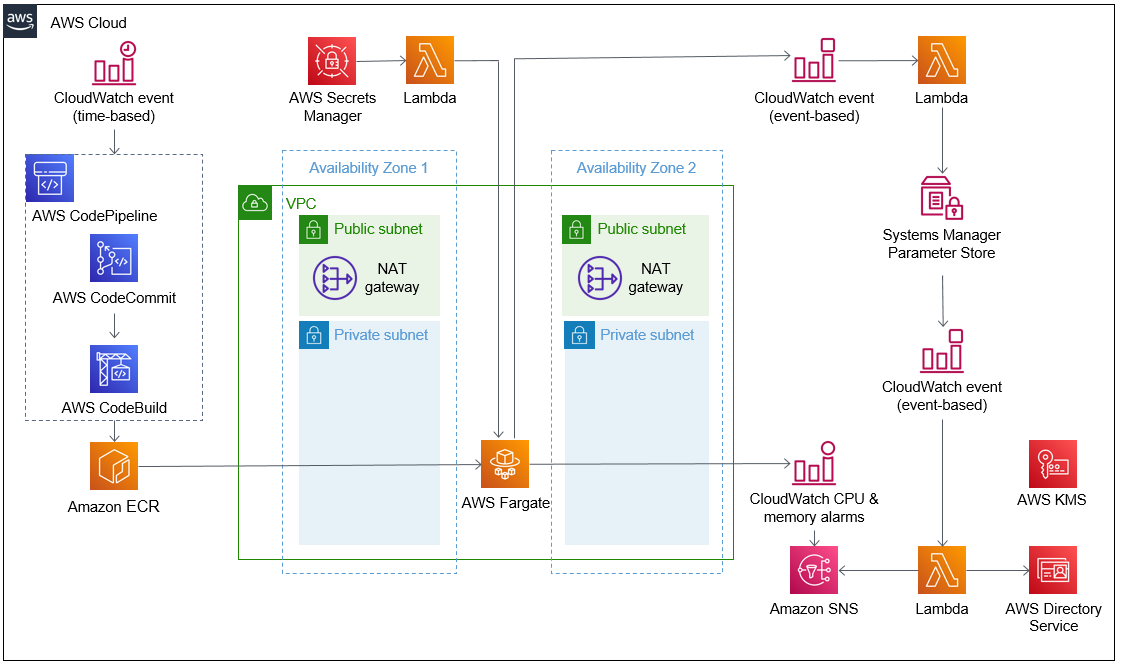 aws
AWS Cloud
CloudWatch event
(time-based)
AWS Secrets
Manager
Lambda
CloudWatch event
(event-based)
Lambda
AWS CodePipeline
AWS CodeCommit
AWS CodeBuild
Amazon ECR
Availability Zone 1
Availability Zone 2
VPC
Public subnet
NAT
gateway
Private subnet
Public subnet
NAT
gateway
Private subnet
AWS Fargate
Systems Manager
Parameter Store
CloudWatch event
(event-based)
CloudWatch CPU &
memory alarms
AWS KMS
Amazon SNS
Lambda
AWS Directory
Service